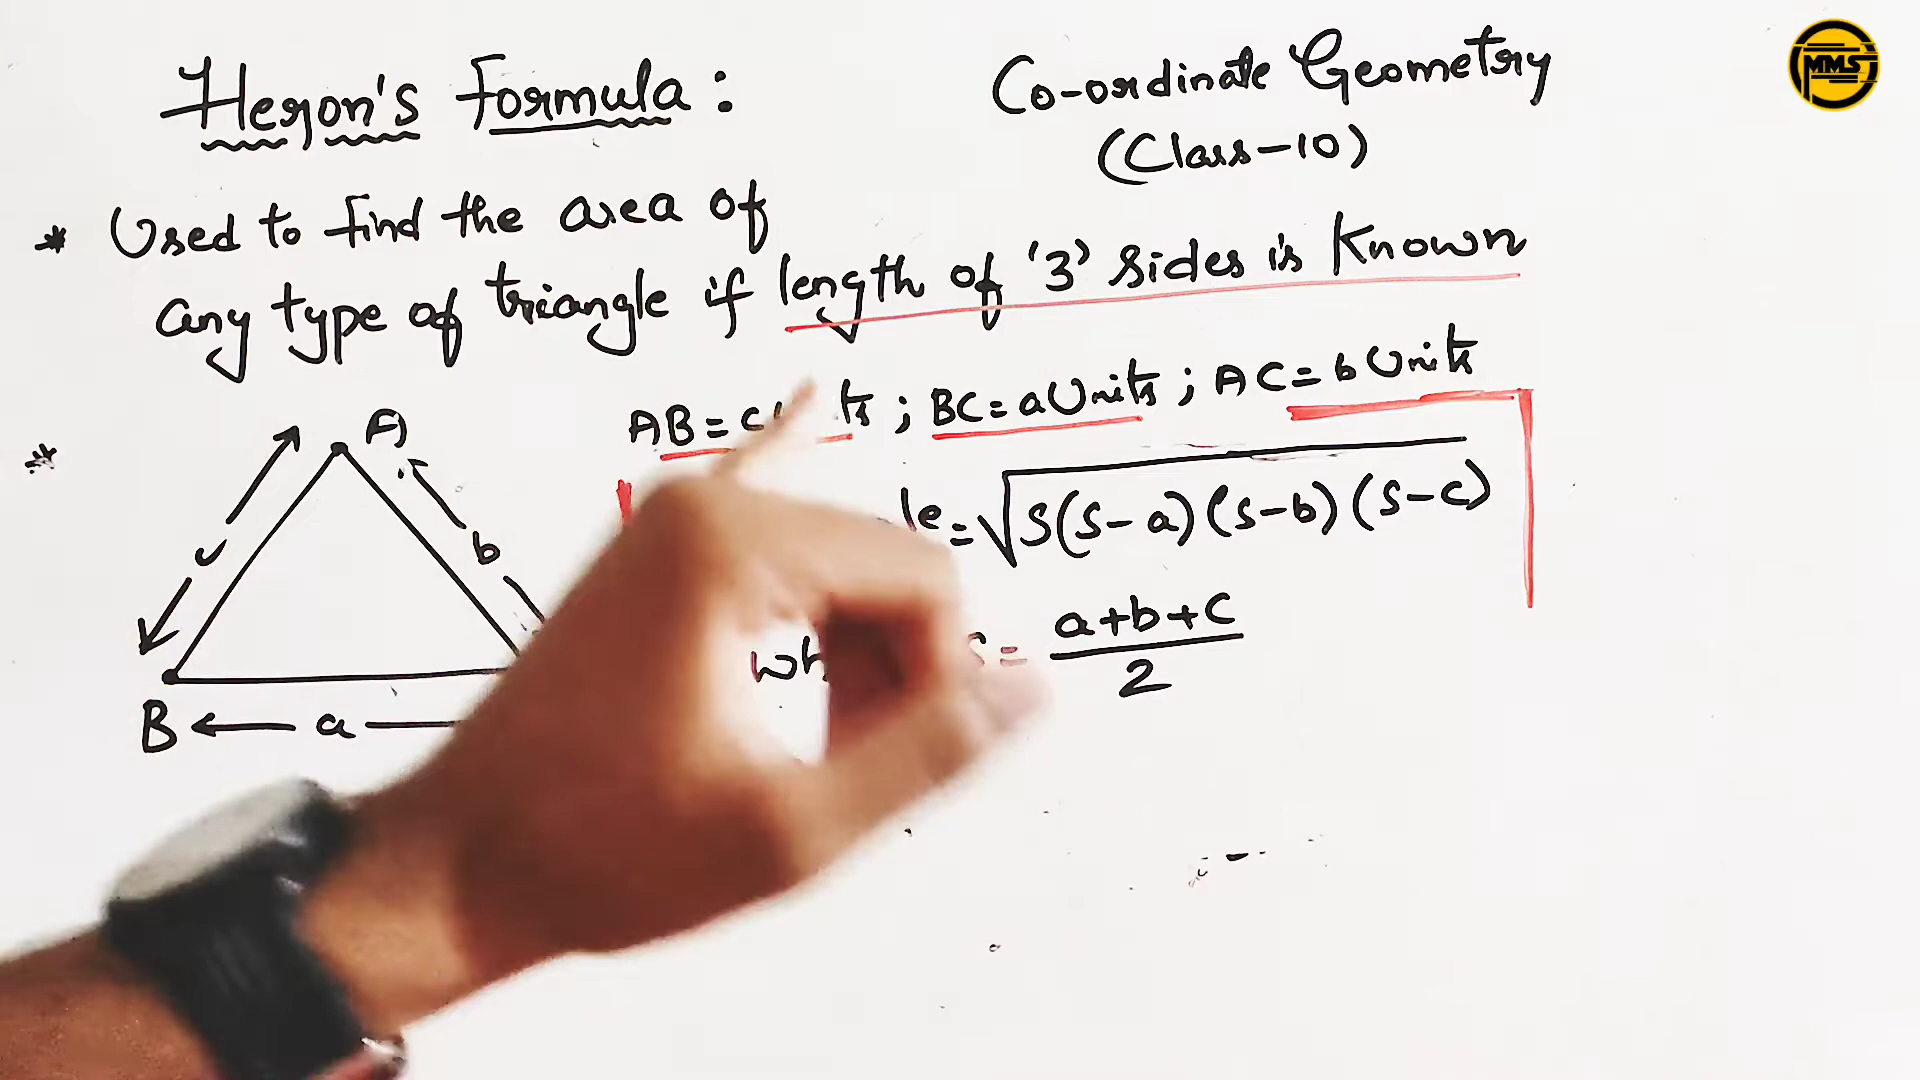 Heron's Formula:
Co-ordinate Geometry
(Class-10)
MMS
* Used to find the area of
any type of triangle if length of '3' sides is known
AB = c ; BC = a Units ; AC = b Units
*
A
c
b
B
a
= √S(S-a)(S-b)(S-c)
S = a+b+c
2